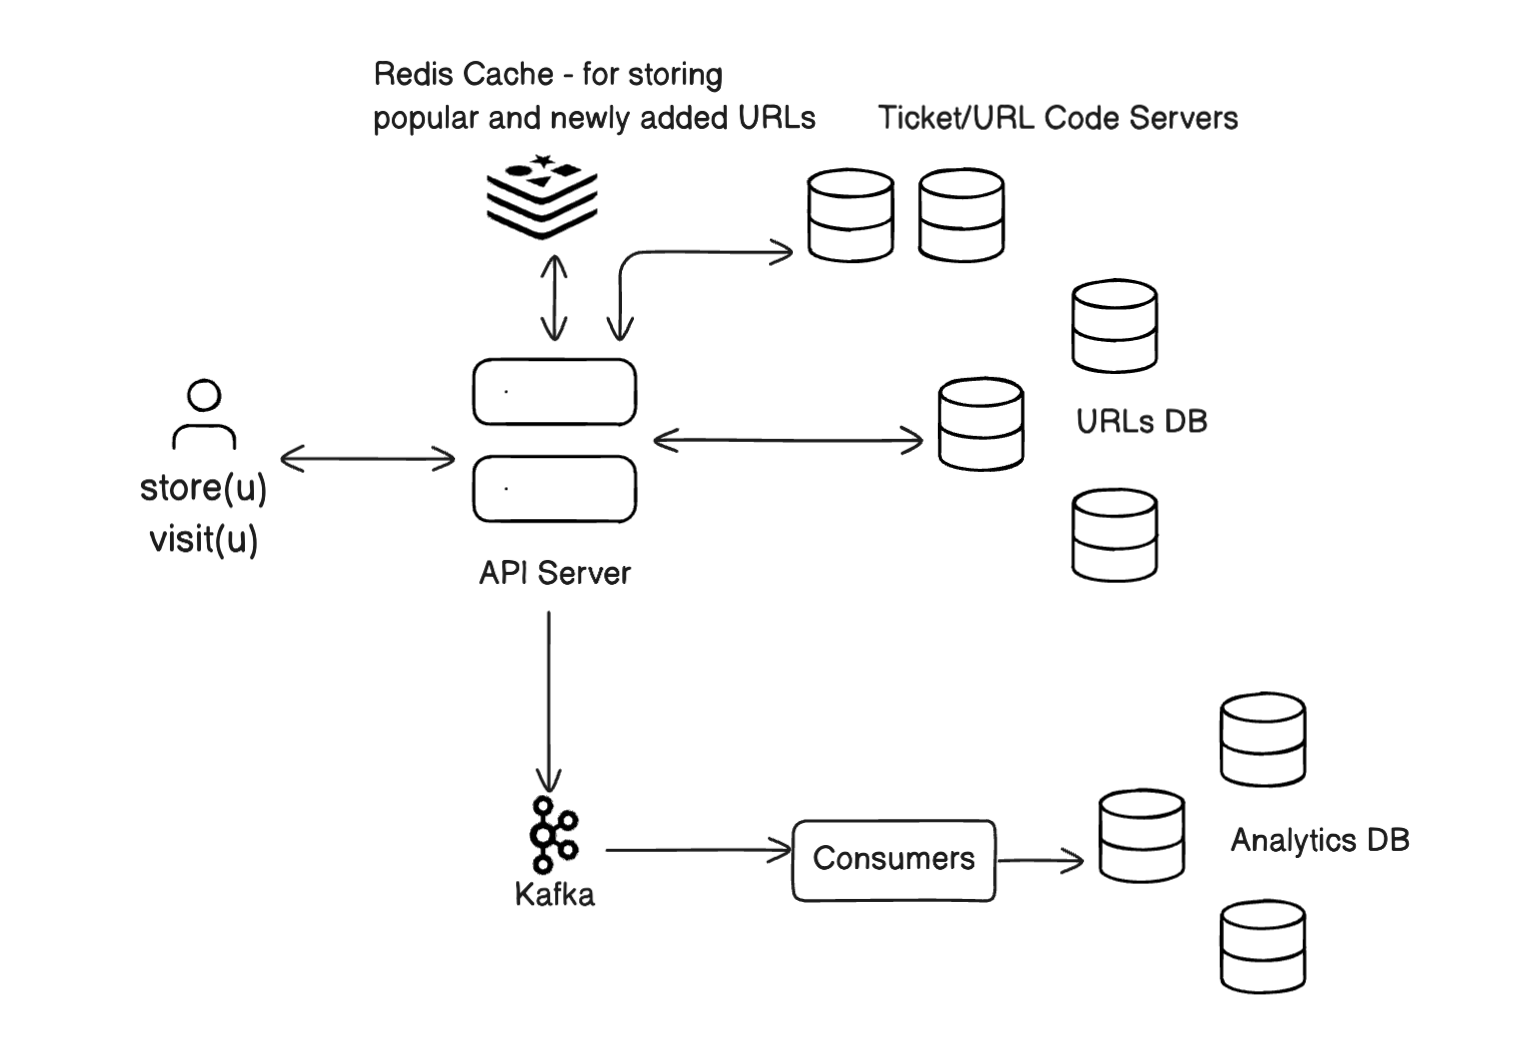 Redis Cache - for storing
popular and newly added URLs
Ticket/URL Code Servers
URLs DB
store(u)
visit(u)
API Server
Kafka
Consumers
Analytics DB